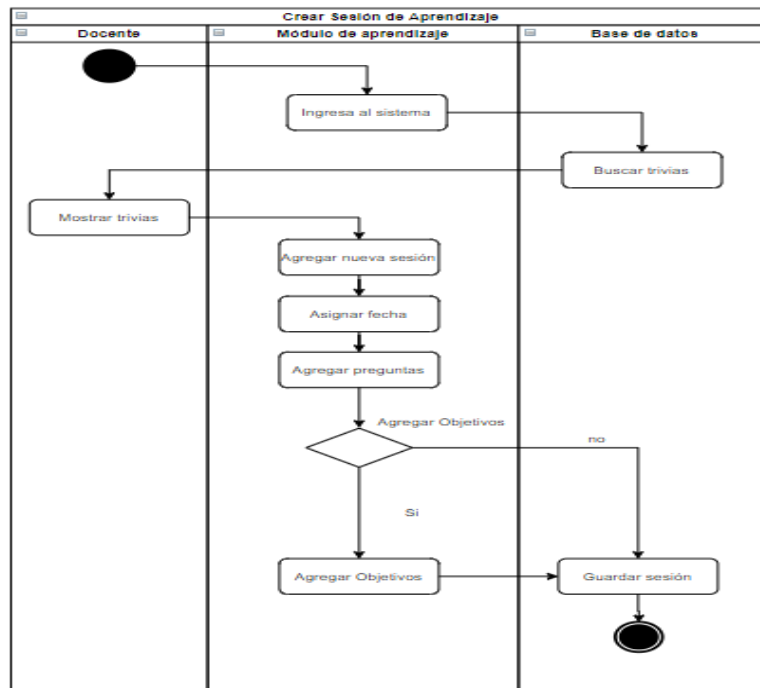 Crear Sesión de Aprendizaje
Docente
Módulo de aprendizaje
Base de datos
Ingresa al sistema
Buscar trivias
Mostrar trivias
Agregar nueva sesión
Asignar fecha
Agregar preguntas
Agregar Objetivos
no
Si
Agregar Objetivos
Guardar sesión